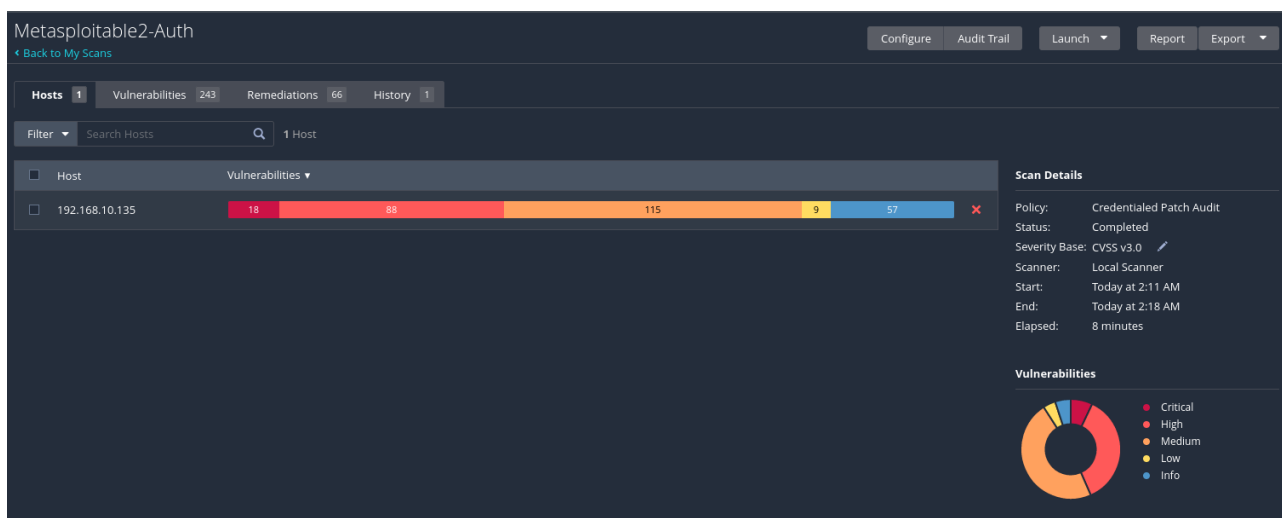 Metasploitable2-Auth
Back to My Scans
Configure Audit Trail Launch Report Export
Hosts 1 Vulnerabilities 243 Remediations 66 History 1
Filter Search Hosts 1 Host
Host Vulnerabilities
192.168.10.135 18 88 115 9 57
Scan Details
Policy: Credentialed Patch Audit
Status: Completed
Severity Base: CVSS v3.0
Scanner: Local Scanner
Start: Today at 2:11 AM
End: Today at 2:18 AM
Elapsed: 8 minutes
Vulnerabilities
Critical
High
Medium
Low
Info